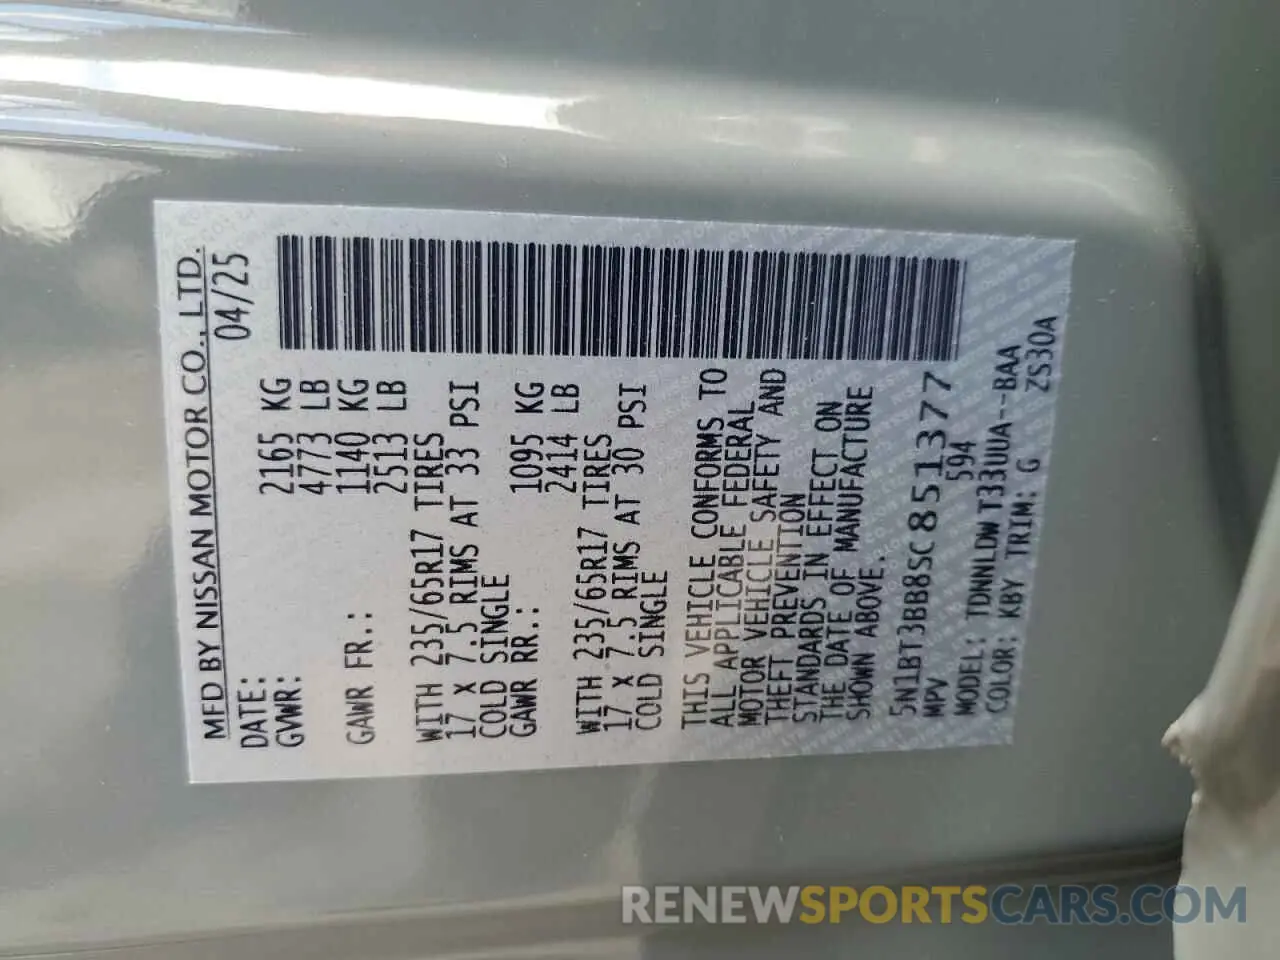 MFD BY NISSAN MOTOR CO., LTD.
DATE: 04/25
GVWR: 2165 KG
4773 LB
GAWR FR.: 1140 KG
2513 LB
WITH 235/65R17 TIRES
17 X 7.5 RIMS AT 33 PSI
COLD SINGLE
GAWR RR.: 1095 KG
2414 LB
WITH 235/65R17 TIRES
17 X 7.5 RIMS AT 30 PSI
COLD SINGLE
THIS VEHICLE CONFORMS TO
ALL APPLICABLE FEDERAL
MOTOR VEHICLE SAFETY AND
THEFT PREVENTION
STANDARDS IN EFFECT ON
THE DATE OF MANUFACTURE
SHOWN ABOVE.
5N1BT3BB8SC851377
MPV 594
MODEL: TDNNLDWT33UUA--BAA
COLOR: KBY TRIM: G ZS30A
RENEWSPORTSCARS.COM